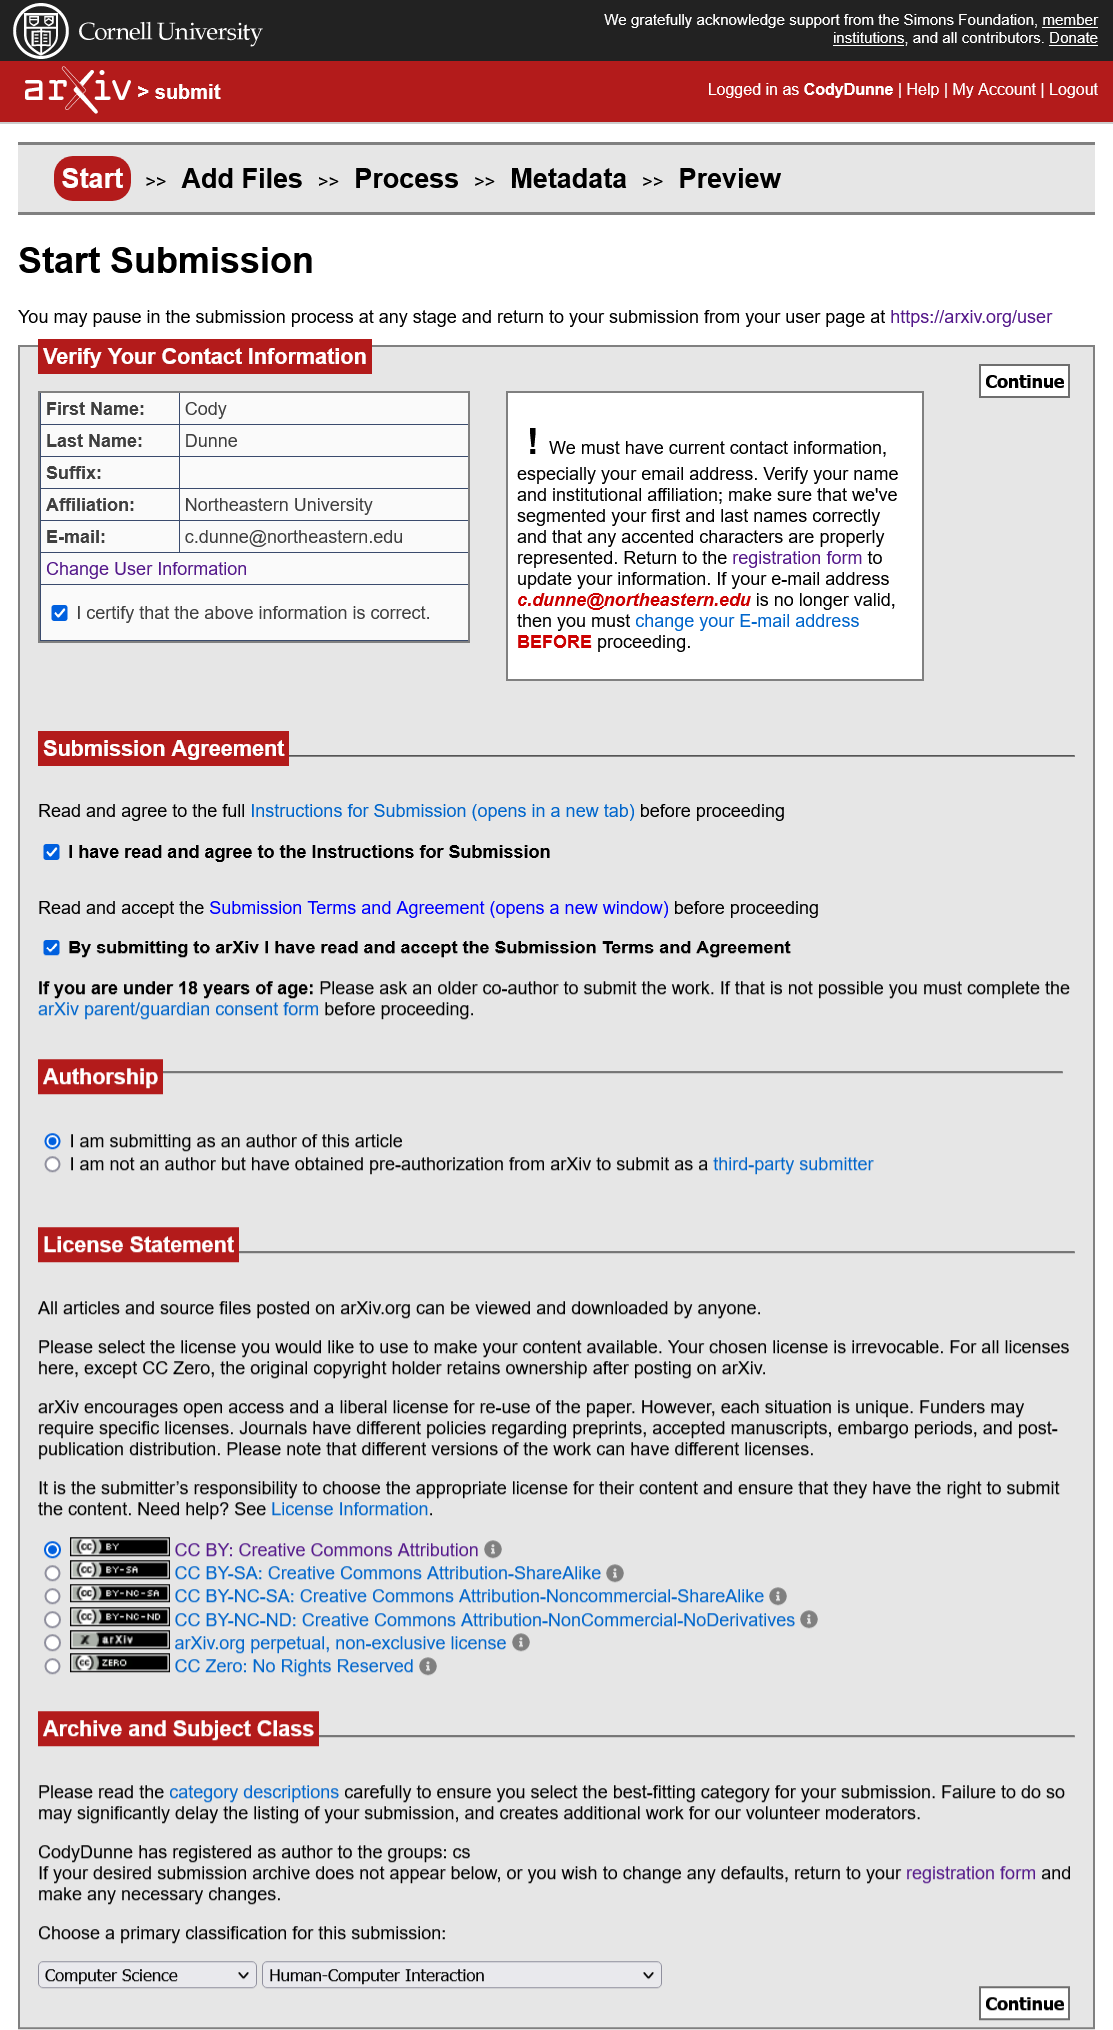 Cornell University
We gratefully acknowledge support from the Simons Foundation, member
institutions, and all contributors. Donate
arXiv > submit
Logged in as CodyDunne | Help | My Account | Logout
Start >> Add Files >> Process >> Metadata >> Preview
Start Submission
You may pause in the submission process at any stage and return to your submission from your user page at https://arxiv.org/user
Verify Your Contact Information
Continue
First Name: Cody
Last Name: Dunne
Suffix:
Affiliation: Northeastern University
E-mail: c.dunne@northeastern.edu
Change User Information
I certify that the above information is correct.
! We must have current contact information,
especially your email address. Verify your name
and institutional affiliation; make sure that we've
segmented your first and last names correctly
and that any accented characters are properly
represented. Return to the registration form to
update your information. If your e-mail address
c.dunne@northeastern.edu is no longer valid,
then you must change your E-mail address
BEFORE proceeding.
Submission Agreement
Read and agree to the full Instructions for Submission (opens in a new tab) before proceeding
I have read and agree to the Instructions for Submission
Read and accept the Submission Terms and Agreement (opens a new window) before proceeding
By submitting to arXiv I have read and accept the Submission Terms and Agreement
If you are under 18 years of age: Please ask an older co-author to submit the work. If that is not possible you must complete the
arXiv parent/guardian consent form before proceeding.
Authorship
I am submitting as an author of this article
I am not an author but have obtained pre-authorization from arXiv to submit as a third-party submitter
License Statement
All articles and source files posted on arXiv.org can be viewed and downloaded by anyone.
Please select the license you would like to use to make your content available. Your chosen license is irrevocable. For all licenses
here, except CC Zero, the original copyright holder retains ownership after posting on arXiv.
arXiv encourages open access and a liberal license for re-use of the paper. However, each situation is unique. Funders may
require specific licenses. Journals have different policies regarding preprints, accepted manuscripts, embargo periods, and post-
publication distribution. Please note that different versions of the work can have different licenses.
It is the submitter’s responsibility to choose the appropriate license for their content and ensure that they have the right to submit
the content. Need help? See License Information.
cc BY CC BY: Creative Commons Attribution i
cc BY-SA CC BY-SA: Creative Commons Attribution-ShareAlike i
cc BY-NC-SA CC BY-NC-SA: Creative Commons Attribution-Noncommercial-ShareAlike i
cc BY-NC-ND CC BY-NC-ND: Creative Commons Attribution-NonCommercial-NoDerivatives i
X arXiv arXiv.org perpetual, non-exclusive license i
cc ZERO CC Zero: No Rights Reserved i
Archive and Subject Class
Please read the category descriptions carefully to ensure you select the best-fitting category for your submission. Failure to do so
may significantly delay the listing of your submission, and creates additional work for our volunteer moderators.
CodyDunne has registered as author to the groups: cs
If your desired submission archive does not appear below, or you wish to change any defaults, return to your registration form and
make any necessary changes.
Choose a primary classification for this submission:
Computer Science Human-Computer Interaction
Continue